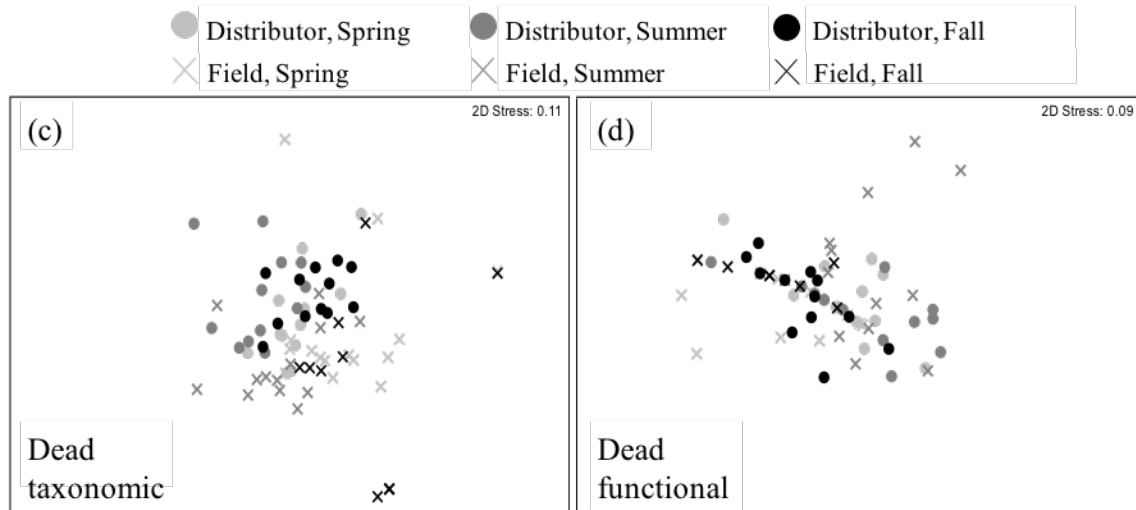 Distributor, Spring Distributor, Summer Distributor, Fall
Field, Spring Field, Summer Field, Fall
(c) 2D Stress: 0.11
(d) 2D Stress: 0.09
Dead
taxonomic
Dead
functional